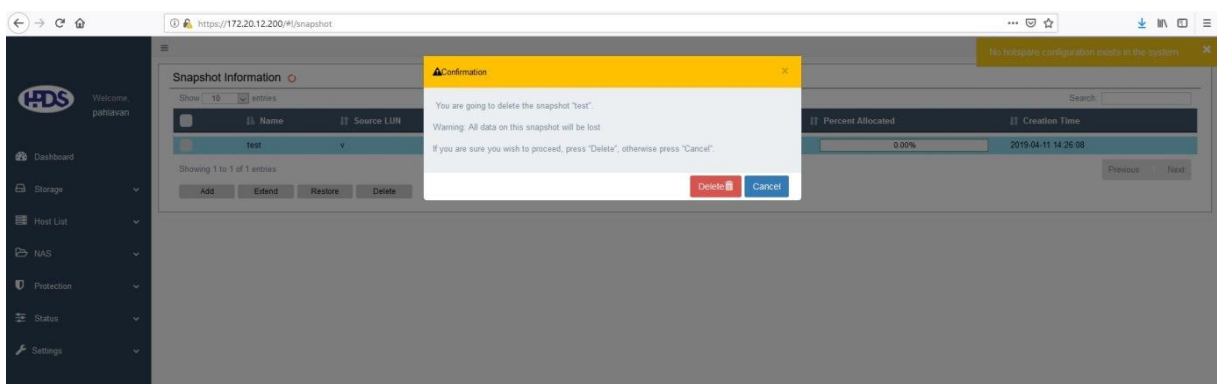 https://172.20.12.200/#!/snapshot
No hotspare configuration exists in the system.
HPDS
Welcome,
pahlavan
Dashboard
Storage
Host List
NAS
Protection
Status
Settings
Snapshot Information
Show 10 entries
Search:
Name Source LUN Percent Allocated Creation Time
test v 0.00% 2019-04-11 14:26:08
Showing 1 to 1 of 1 entries
Previous Next
Add Extend Restore Delete
Confirmation
You are going to delete the snapshot "test".
Warning: All data on this snapshot will be lost
If you are sure you wish to proceed, press "Delete", otherwise press "Cancel".
Delete Cancel